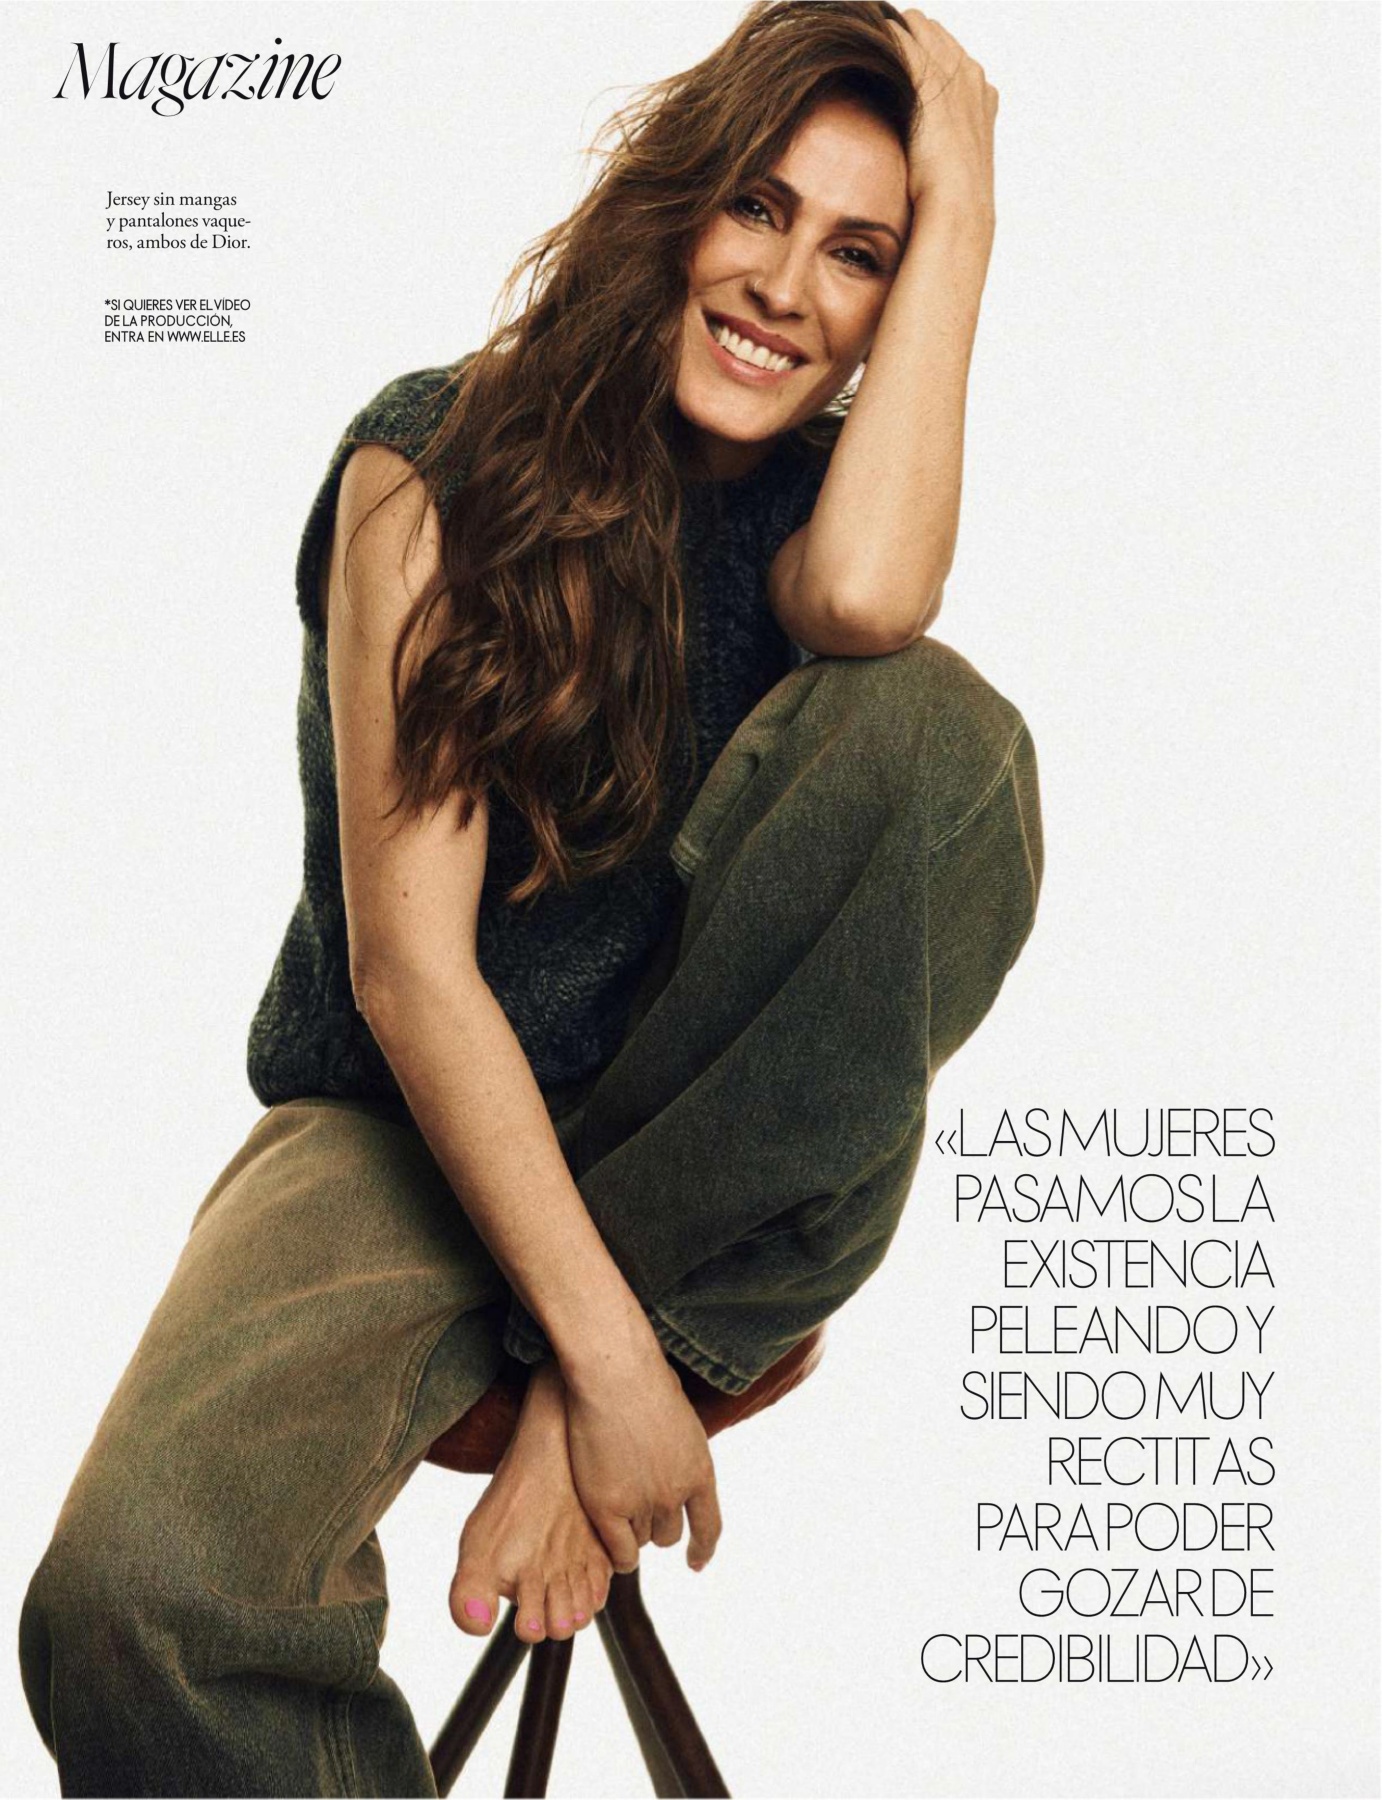 Magazine
Jersey sin mangas
y pantalones vaque-
ros, ambos de Dior.
*SI QUIERES VER EL VÍDEO
DE LA PRODUCCIÓN,
ENTRA EN WWW.ELLE.ES
«LAS MUJERES
PASAMOS LA
EXISTENCIA
PELEANDO Y
SIENDO MUY
RECTITAS
PARA PODER
GOZAR DE
CREDIBILIDAD»